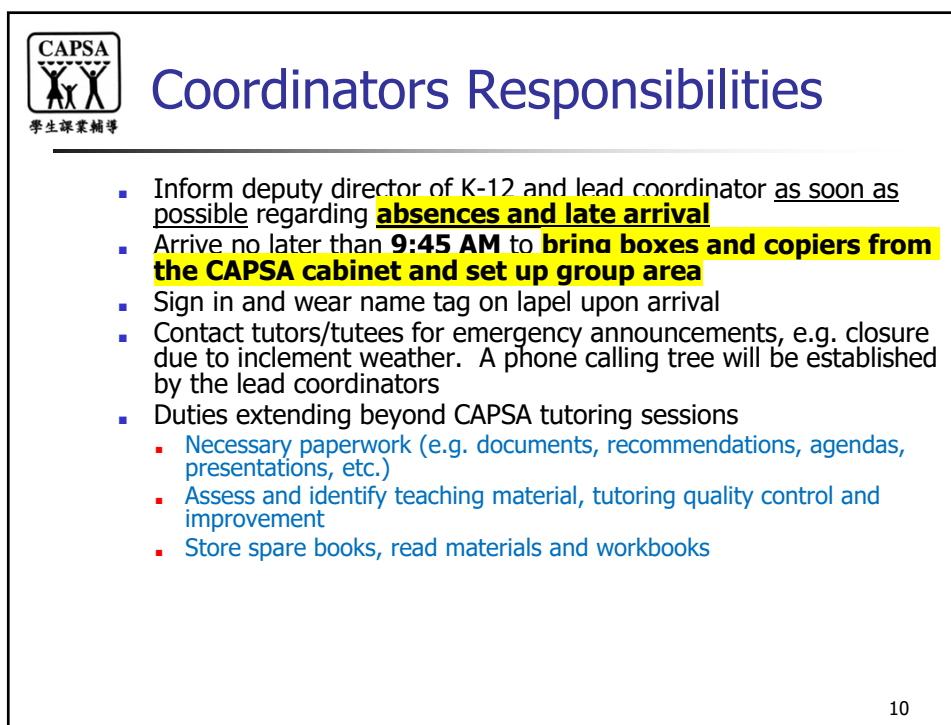 CAPSA
學生課業輔導
Coordinators Responsibilities
Inform deputy director of K-12 and lead coordinator as soon as
possible regarding absences and late arrival
Arrive no later than 9:45 AM to bring boxes and copiers from
the CAPSA cabinet and set up group area
Sign in and wear name tag on lapel upon arrival
Contact tutors/tutees for emergency announcements, e.g. closure
due to inclement weather.  A phone calling tree will be established
by the lead coordinators
Duties extending beyond CAPSA tutoring sessions
Necessary paperwork (e.g. documents, recommendations, agendas,
presentations, etc.)
Assess and identify teaching material, tutoring quality control and
improvement
Store spare books, read materials and workbooks
10